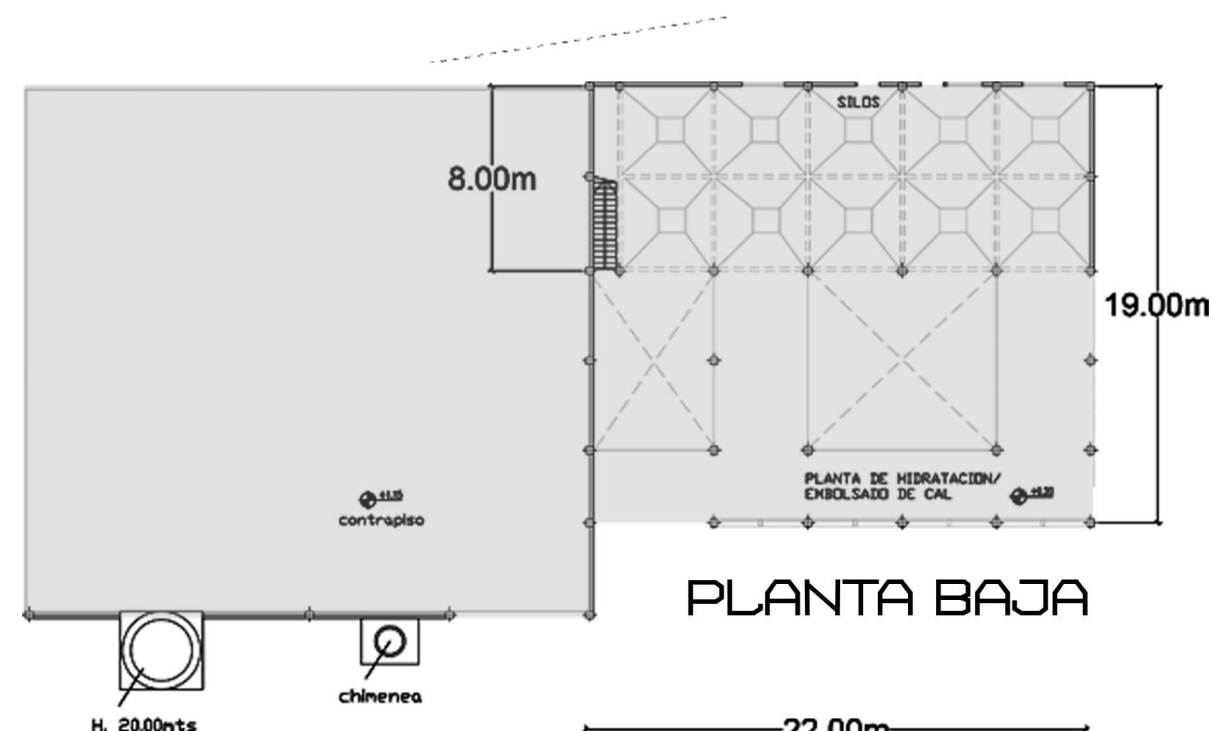 SILOS
8.00m
19.00m
PLANTA DE HIDRATACION/
EMBOLSADO DE CAL
contrapiso
PLANTA BAJA
chimenea
H. 20.00mts
22.00m